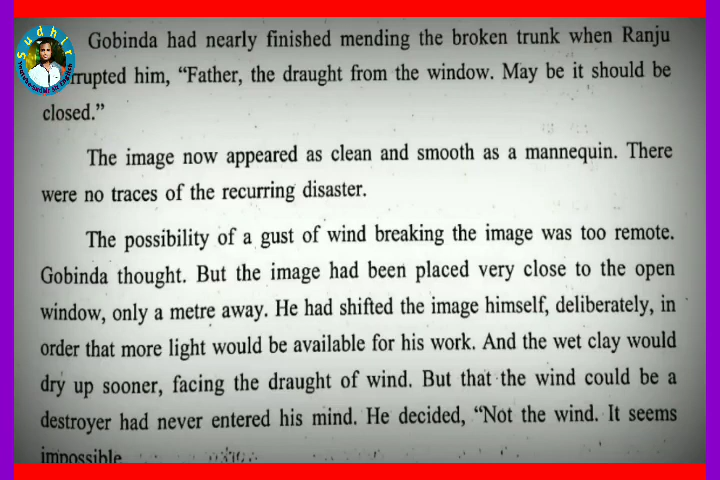 Sudhir
Gobinda had nearly finished mending the broken trunk when Ranju
rrupted him, “Father, the draught from the window. May be it should be
closed.”
The image now appeared as clean and smooth as a mannequin. There
were no traces of the recurring disaster.
The possibility of a gust of wind breaking the image was too remote.
Gobinda thought. But the image had been placed very close to the open
window, only a metre away. He had shifted the image himself, deliberately, in
order that more light would be available for his work. And the wet clay would
dry up sooner, facing the draught of wind. But that the wind could be a
destroyer had never entered his mind. He decided, “Not the wind. It seems
impossible